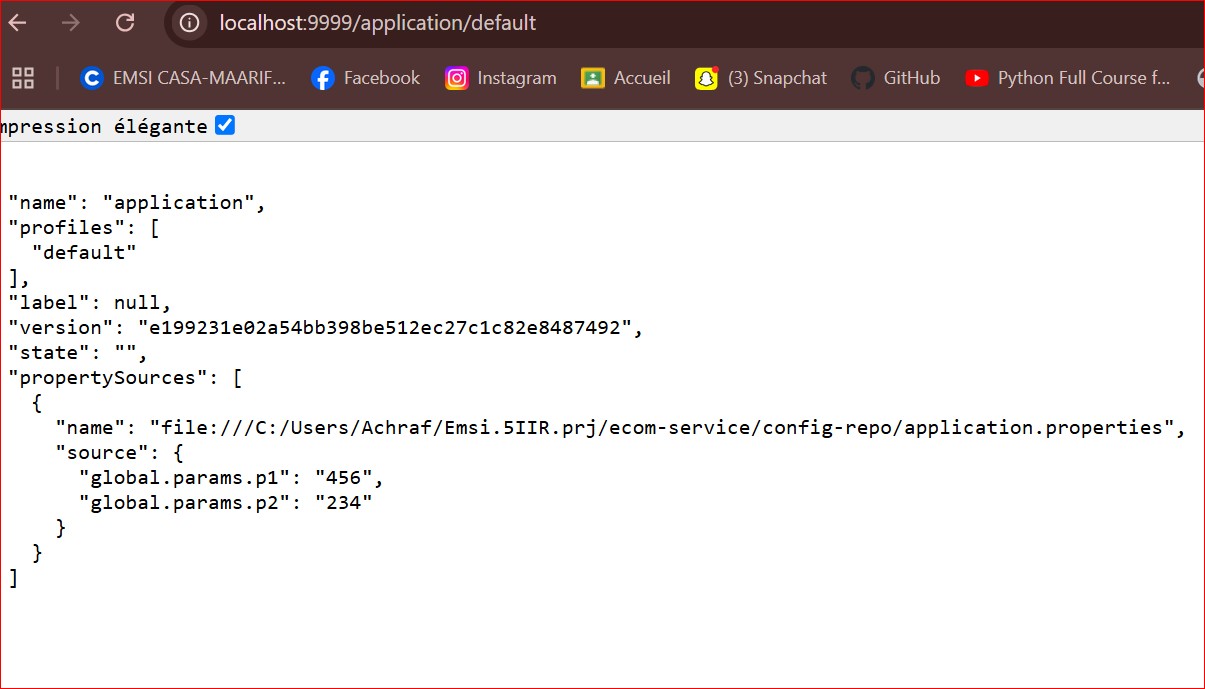 localhost:9999/application/default
EMSI CASA-MAARIF... Facebook Instagram Accueil (3) Snapchat GitHub Python Full Course f...
mpression élégante
"name": "application",
"profiles": [
"default"
],
"label": null,
"version": "e199231e02a54bb398be512ec27c1c82e8487492",
"state": "",
"propertySources": [
{
"name": "file:///C:/Users/Achraf/Emsi.5IIR.prj/ecom-service/config-repo/application.properties",
"source": {
"global.params.p1": "456",
"global.params.p2": "234"
}
}
]